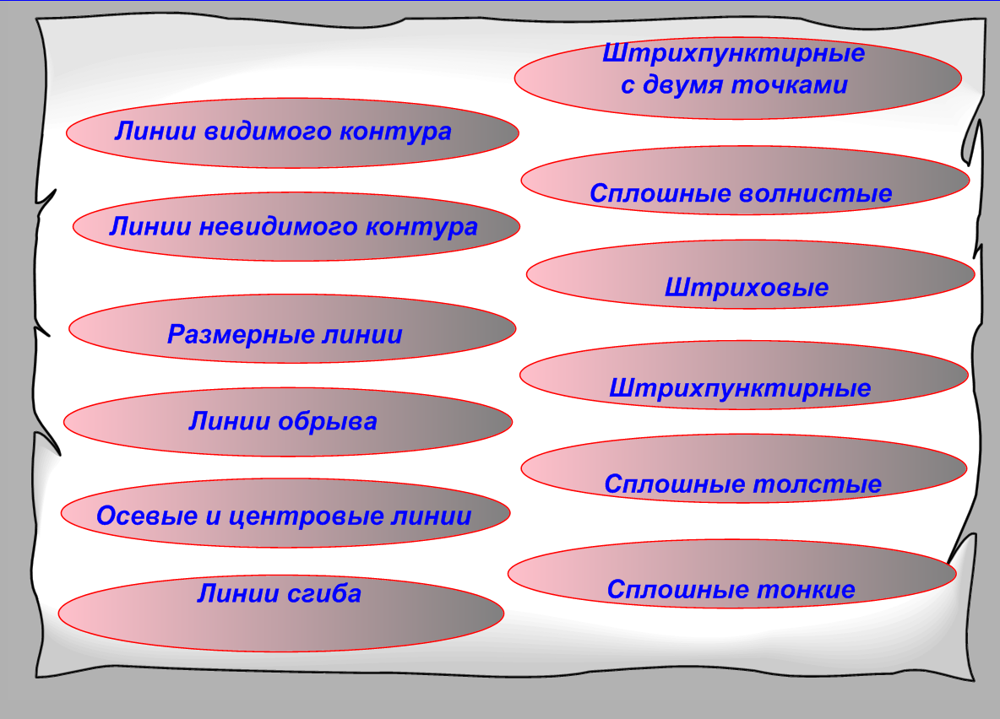 Линии видимого контура
Линии невидимого контура
Размерные линии
Линии обрыва
Осевые и центровые линии
Линии сгиба
Штрихпунктирные
с двумя точками
Сплошные волнистые
Штриховые
Штрихпунктирные
Сплошные толстые
Сплошные тонкие